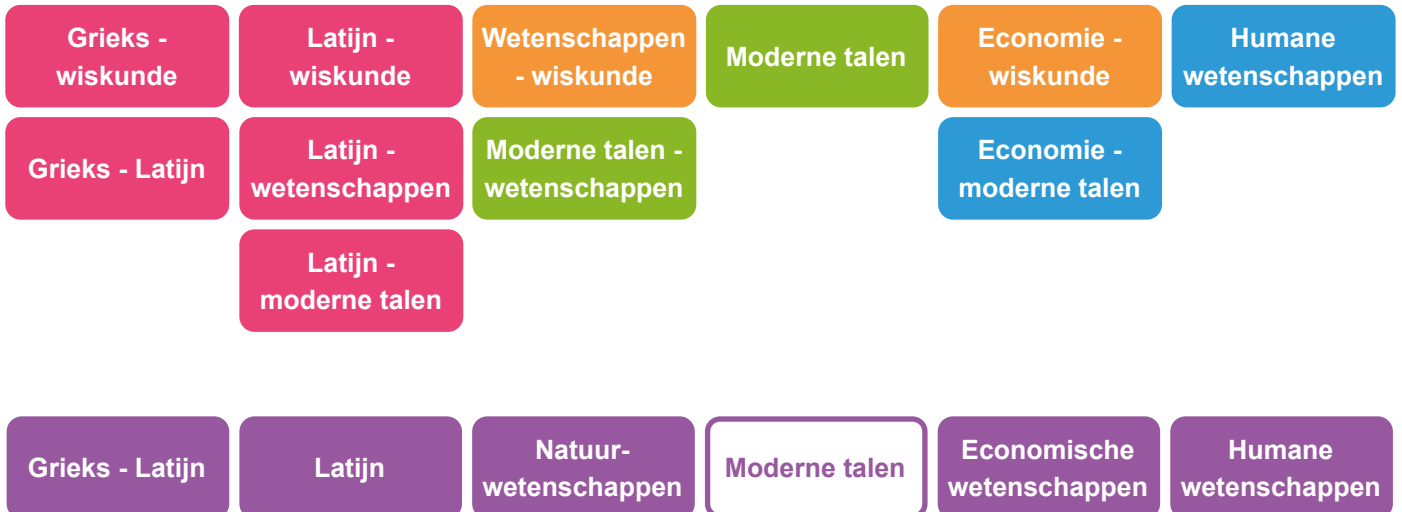 Grieks -
wiskunde
Latijn -
wiskunde
Wetenschappen
- wiskunde
Moderne talen
Economie -
wiskunde
Humane
wetenschappen
Grieks - Latijn
Latijn -
wetenschappen
Moderne talen -
wetenschappen
Economie -
moderne talen
Latijn -
moderne talen
Grieks - Latijn
Latijn
Natuur-
wetenschappen
Moderne talen
Economische
wetenschappen
Humane
wetenschappen